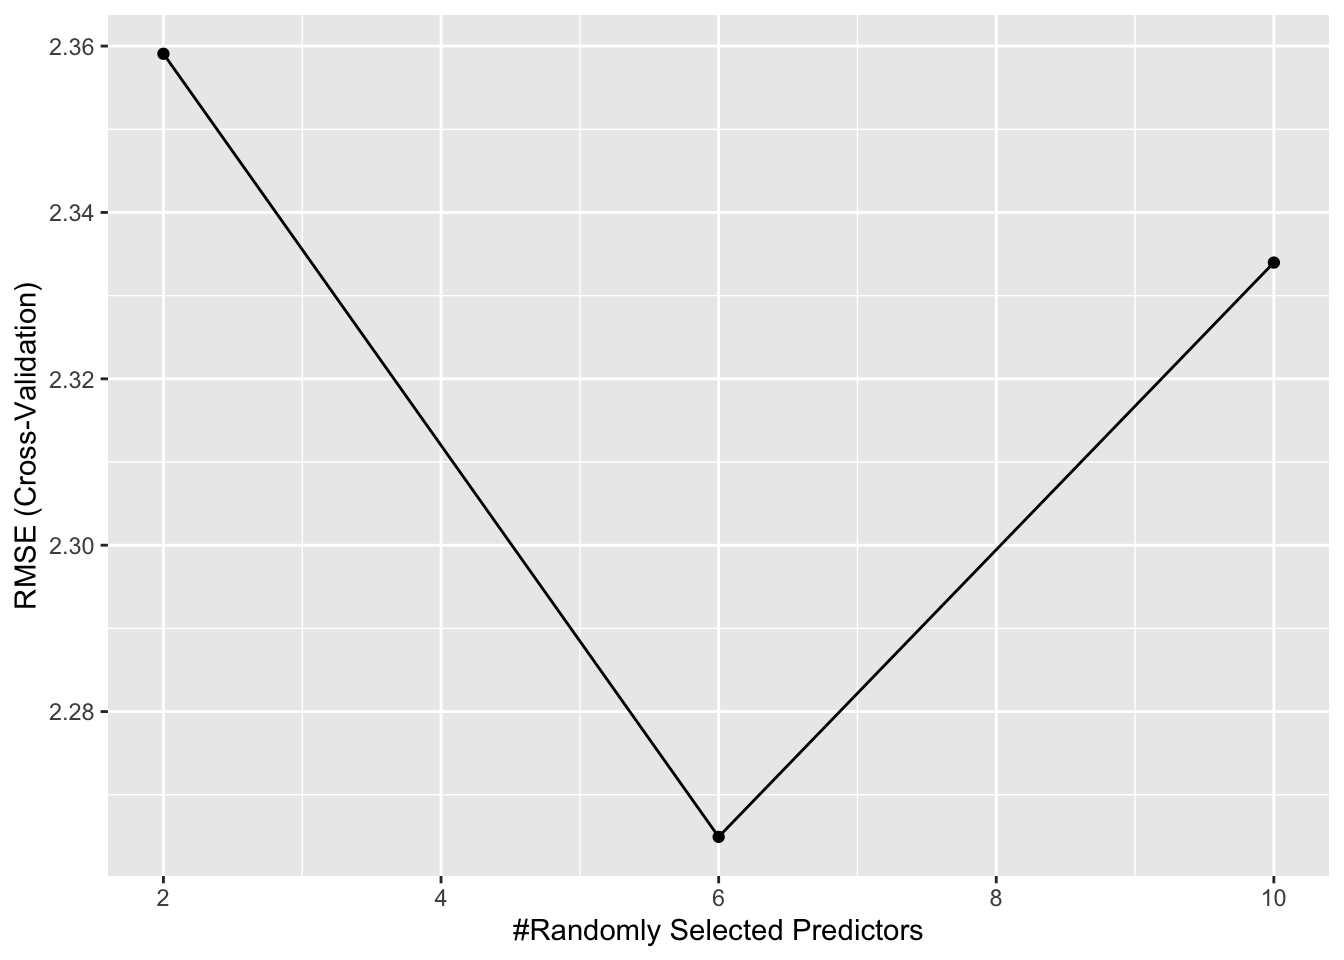 2.36
2.34
2.32
2.30
2.28
RMSE (Cross-Validation)
2 4 6 8 10
#Randomly Selected Predictors